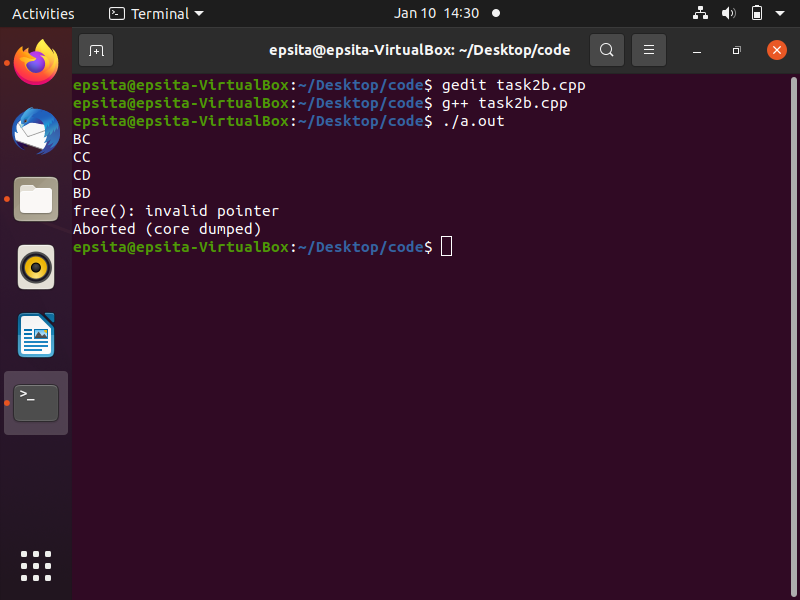 Activities
Terminal
Jan 10 14:30
epsita@epsita-VirtualBox: ~/Desktop/code
epsita@epsita-VirtualBox:~/Desktop/code$ gedit task2b.cpp
epsita@epsita-VirtualBox:~/Desktop/code$ g++ task2b.cpp
epsita@epsita-VirtualBox:~/Desktop/code$ ./a.out
BC
CC
CD
BD
free(): invalid pointer
Aborted (core dumped)
epsita@epsita-VirtualBox:~/Desktop/code$